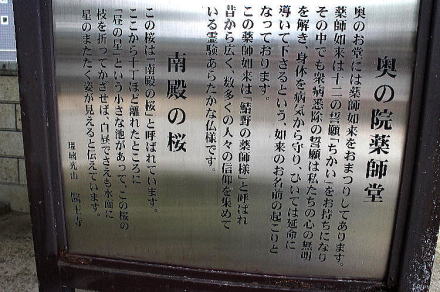 奥の院薬師堂
奥のお堂には薬師如来をおまつりしてあります。
薬師如来は十二の誓願「ちかい」をお持ちになり
その中でも衆病悉除の誓願は私たちの心の無明
を解き、身体を病気から守り、ひいては延命に
導いて下さるという、如来のお名前の起こりと
なっております。
この薬師如来は「鯖野の薬師様」と呼ばれ
昔から広く、数多くの人々の信仰を集めて
いる霊験あらたかな仏様です。
南殿の桜
この桜は「南殿の桜」と呼ばれています。
ここから十丁ほど離れたところに
「昼の星」という小さな池があって、この桜の
枝を折ってかざせば、白昼でさえも水面に
星のまたたく姿が見えると伝えています。
瑠璃光山